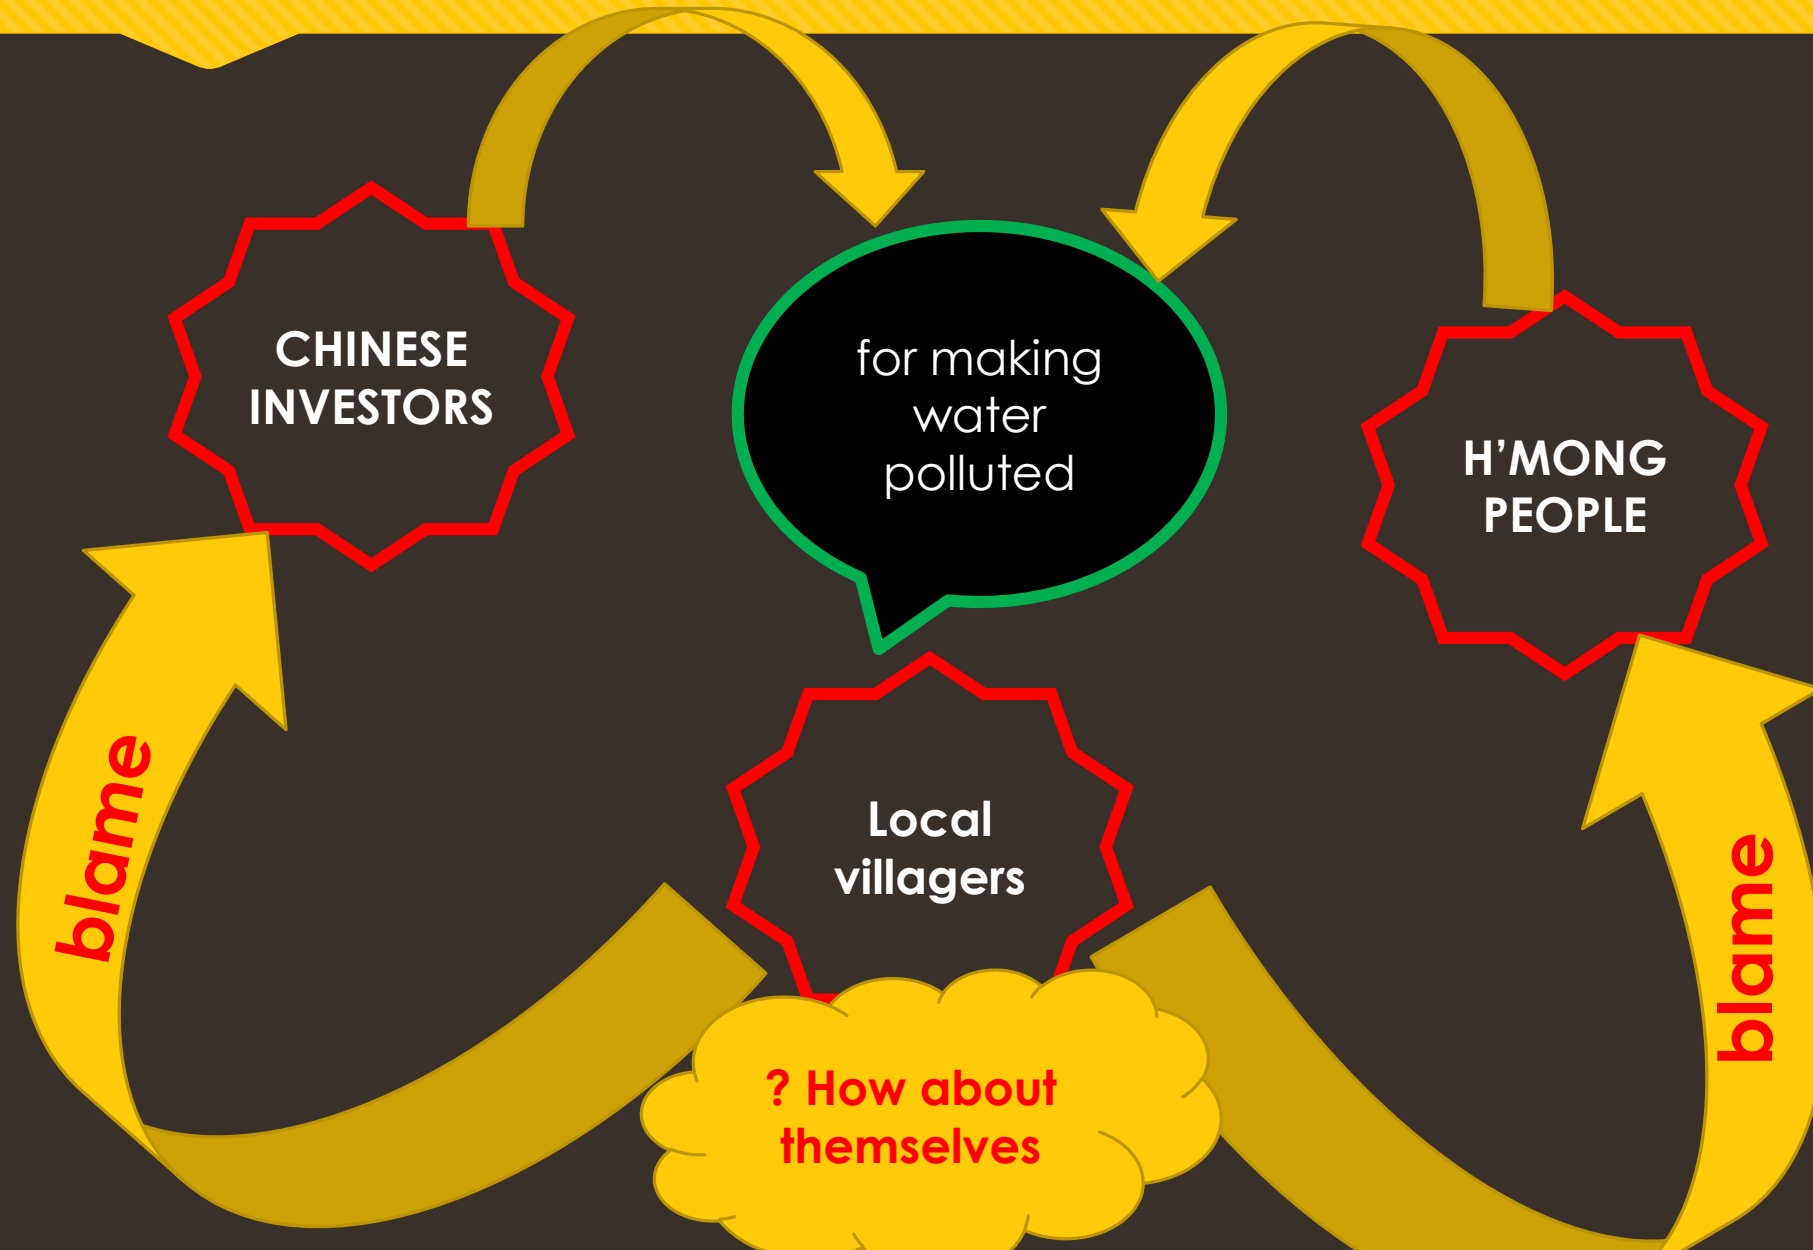 CHINESE
INVESTORS
for making
water
polluted
H’MONG
PEOPLE
Local
villagers
blame
blame
? How about
themselves